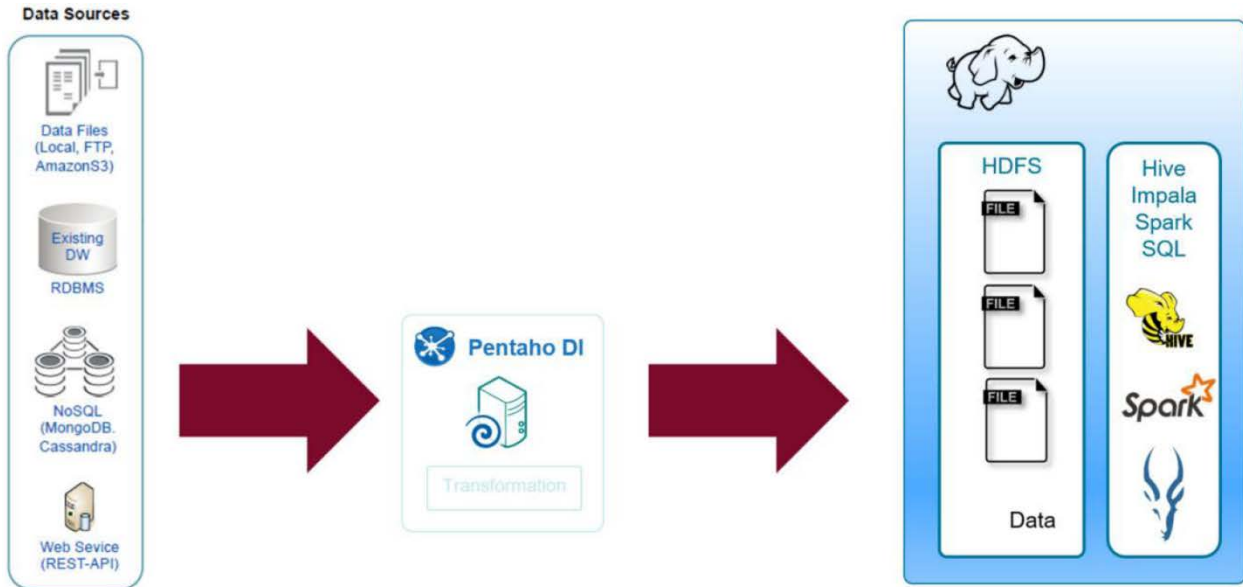 Data Sources
Data Files
(Local, FTP,
AmazonS3)
Existing
DW
RDBMS
NoSQL
(MongoDB.
Cassandra)
Web Sevice
(REST-API)
Pentaho DI
Transformation
HDFS
FILE
FILE
FILE
Data
Hive
Impala
Spark
SQL
HIVE
Spark